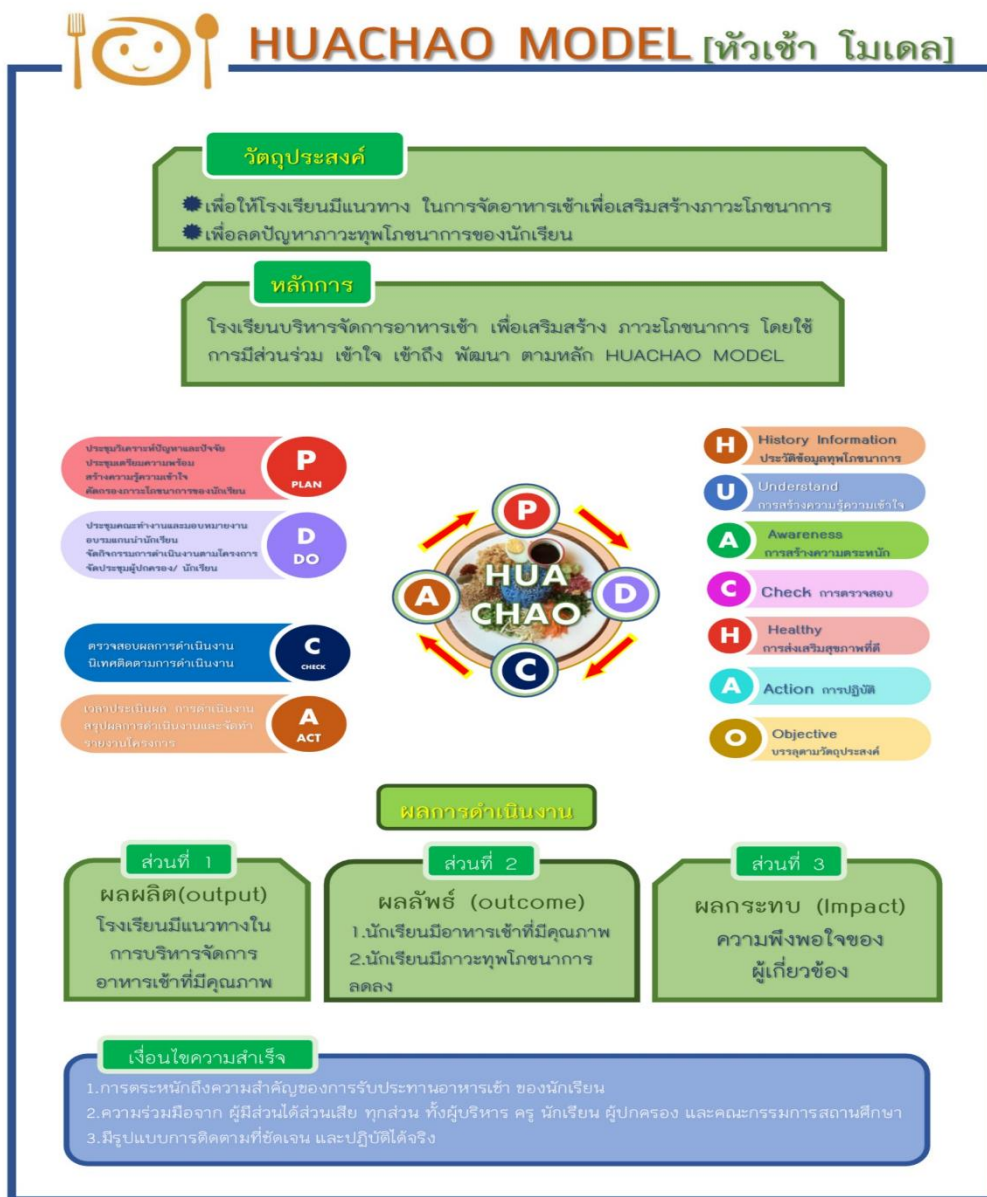 HUACHAO MODEL [หัวเช้า โมเดล]
วัตถุประสงค์
เพื่อให้โรงเรียนมีแนวทาง ในการจัดอาหารเช้าเพื่อเสริมสร้างภาวะโภชนาการ
เพื่อลดปัญหาภาวะทุพโภชนาการของนักเรียน
หลักการ
โรงเรียนบริหารจัดการอาหารเช้า เพื่อเสริมสร้าง ภาวะโภชนาการ โดยใช้
การมีส่วนร่วม เข้าใจ เข้าถึง พัฒนา ตามหลัก HUACHAO MODEL
ประชุมวิเคราะห์ปัญหาและปัจจัย
ประชุมเตรียมความพร้อม
สร้างความรู้ความเข้าใจ
คัดกรองภาวะโภชนาการของนักเรียน
P
PLAN
ประชุมคณะทำงานและมอบหมายงาน
อบรมแกนนำนักเรียน
จัดกิจกรรมการดำเนินงานตามโครงการ
จัดประชุมผู้ปกครอง/ นักเรียน
D
DO
ตรวจสอบผลการดำเนินงาน
นิเทศติดตามการดำเนินงาน
C
CHECK
เวลาประเมินผล การดำเนินงาน
สรุปผลการดำเนินงานและจัดทำ
รายงานโครงการ
A
ACT
P
A
HUA
CHAO
D
C
H
History Information
ประวัติข้อมูลทุพโภชนาการ
U
Understand
การสร้างความรู้ความเข้าใจ
A
Awareness
การสร้างความตระหนัก
C
Check การตรวจสอบ
H
Healthy
การส่งเสริมสุขภาพที่ดี
A
Action การปฏิบัติ
O
Objective
บรรลุตามวัตถุประสงค์
ผลการดำเนินงาน
ส่วนที่ 1
ผลผลิต(output)
โรงเรียนมีแนวทางใน
การบริหารจัดการ
อาหารเช้าที่มีคุณภาพ
ส่วนที่ 2
ผลลัพธ์ (outcome)
1.นักเรียนมีอาหารเช้าที่มีคุณภาพ
2.นักเรียนมีภาวะทุพโภชนาการ
ลดลง
ส่วนที่ 3
ผลกระทบ (Impact)
ความพึงพอใจของ
ผู้เกี่ยวข้อง
เงื่อนไขความสำเร็จ
1.การตระหนักถึงความสำคัญของการรับประทานอาหารเช้า ของนักเรียน
2.ความร่วมมือจาก ผู้มีส่วนได้ส่วนเสีย ทุกส่วน ทั้งผู้บริหาร ครู นักเรียน ผู้ปกครอง และคณะกรรมการสถานศึกษา
3.มีรูปแบบการติดตามที่ชัดเจน และปฏิบัติได้จริง